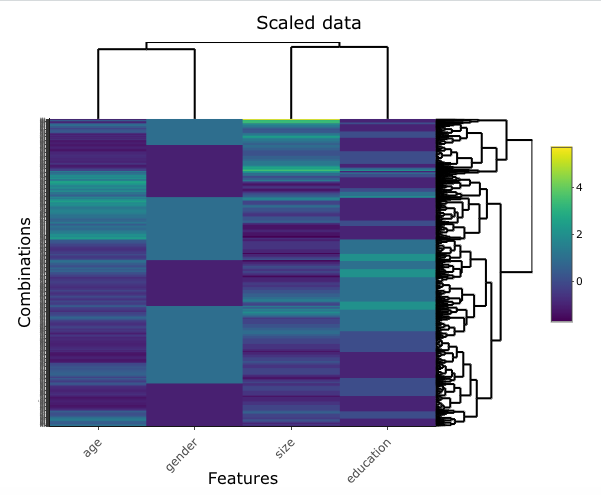 Scaled data
Combinations
4
2
0
age
gender
size
education
Features